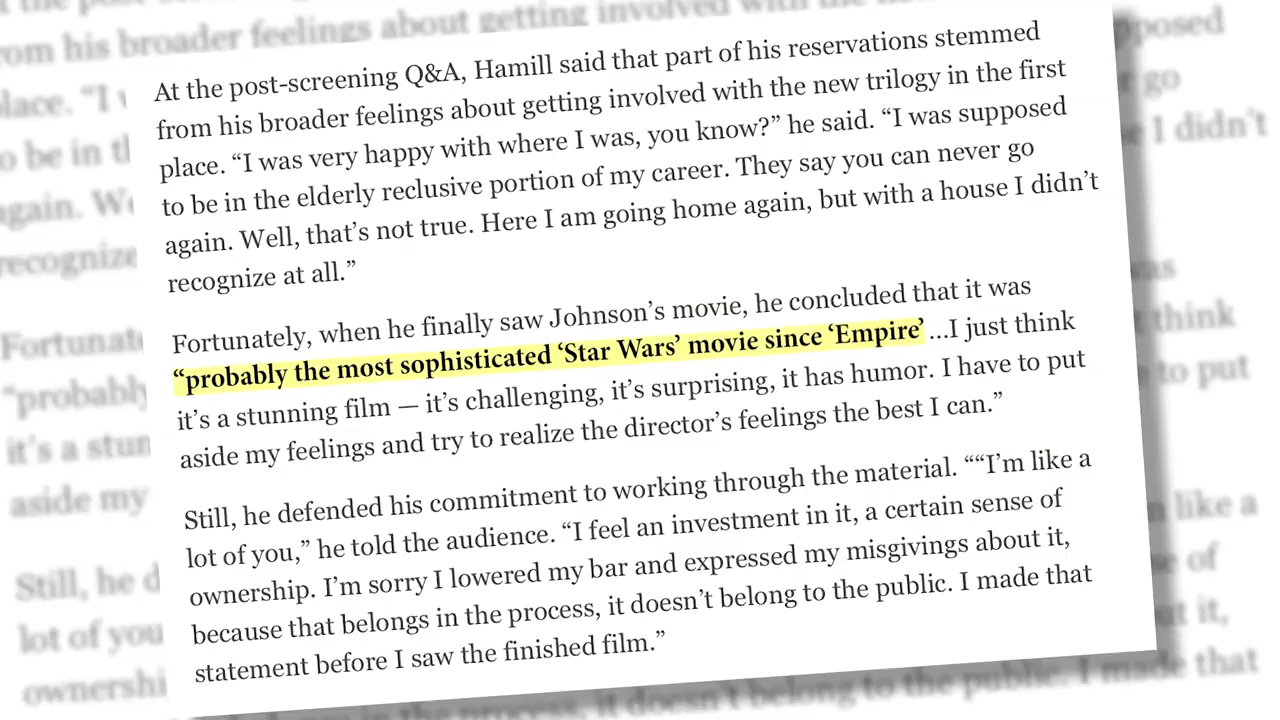 At the post-screening Q&A, Hamill said that part of his reservations stemmed
from his broader feelings about getting involved with the new trilogy in the first
place. “I was very happy with where I was, you know?” he said. “I was supposed
to be in the elderly reclusive portion of my career. They say you can never go
again. Well, that’s not true. Here I am going home again, but with a house I didn’t
recognize at all.”
Fortunately, when he finally saw Johnson’s movie, he concluded that it was
“probably the most sophisticated ‘Star Wars’ movie since ‘Empire’ …I just think
it’s a stunning film — it’s challenging, it’s surprising, it has humor. I have to put
aside my feelings and try to realize the director’s feelings the best I can.”
Still, he defended his commitment to working through the material. ““I’m like a
lot of you,” he told the audience. “I feel an investment in it, a certain sense of
ownership. I’m sorry I lowered my bar and expressed my misgivings about it,
because that belongs in the process, it doesn’t belong to the public. I made that
statement before I saw the finished film.”